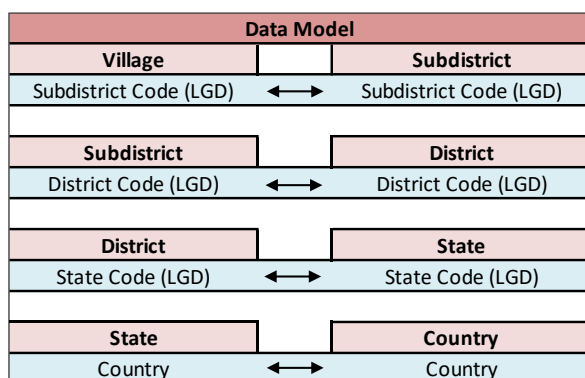 Data Model
Village Subdistrict
Subdistrict Code (LGD) Subdistrict Code (LGD)
Subdistrict District
District Code (LGD) District Code (LGD)
District State
State Code (LGD) State Code (LGD)
State Country
Country Country